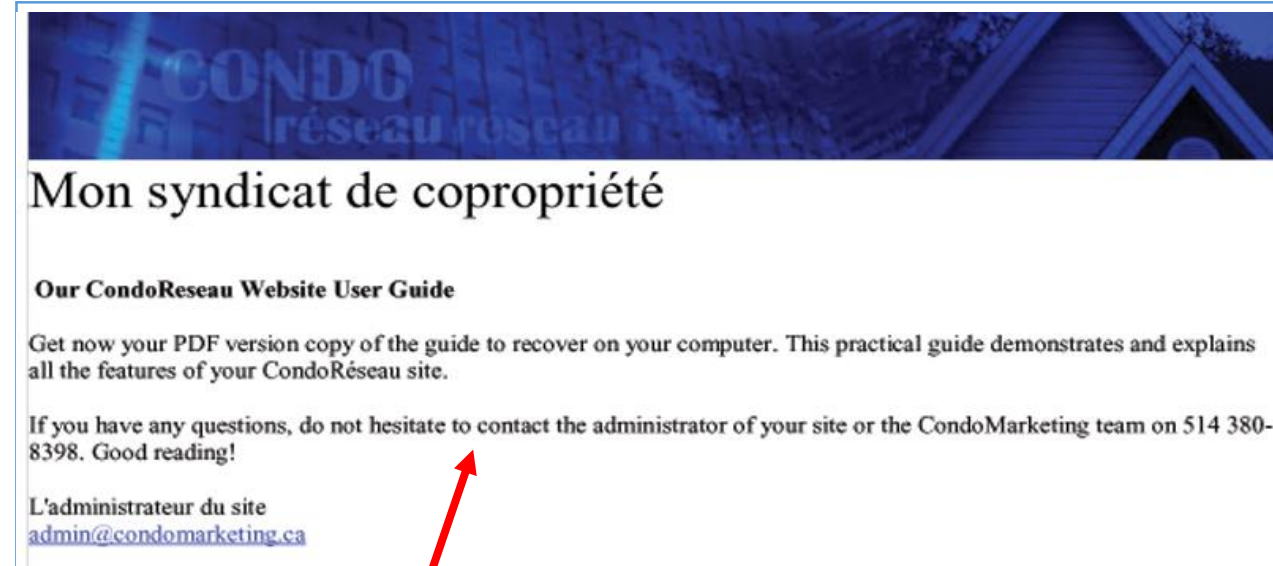 CONDO
réseau réseau
Mon syndicat de copropriété
Our CondoReseau Website User Guide
Get now your PDF version copy of the guide to recover on your computer. This practical guide demonstrates and explains
all the features of your CondoRéseau site.
If you have any questions, do not hesitate to contact the administrator of your site or the CondoMarketing team on 514 380-
8398. Good reading!
L'administrateur du site
admin@condomarketing.ca